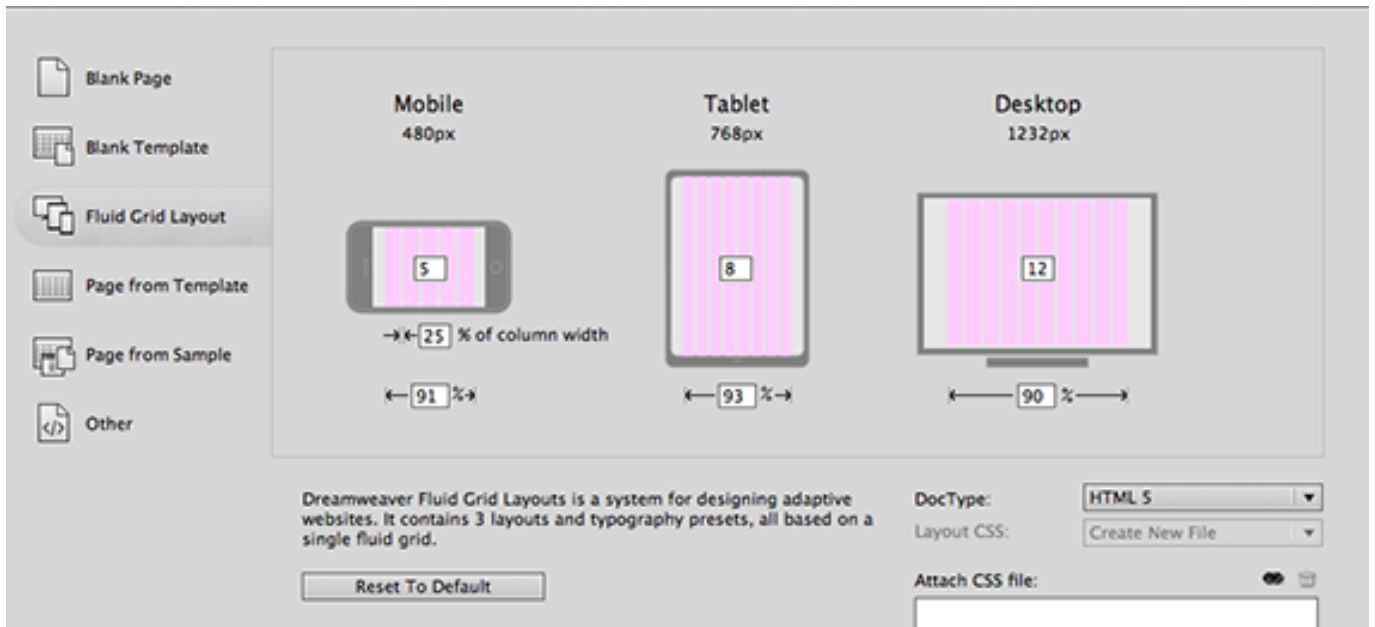 Blank Page
Blank Template
Fluid Grid Layout
Page from Template
Page from Sample
Other
Mobile
480px
Tablet
768px
Desktop
1232px
5
8
12
25 % of column width
91 %
93 %
90 %
Dreamweaver Fluid Grid Layouts is a system for designing adaptive
websites. It contains 3 layouts and typography presets, all based on a
single fluid grid.
Reset To Default
DocType: HTML 5
Layout CSS: Create New File
Attach CSS file: